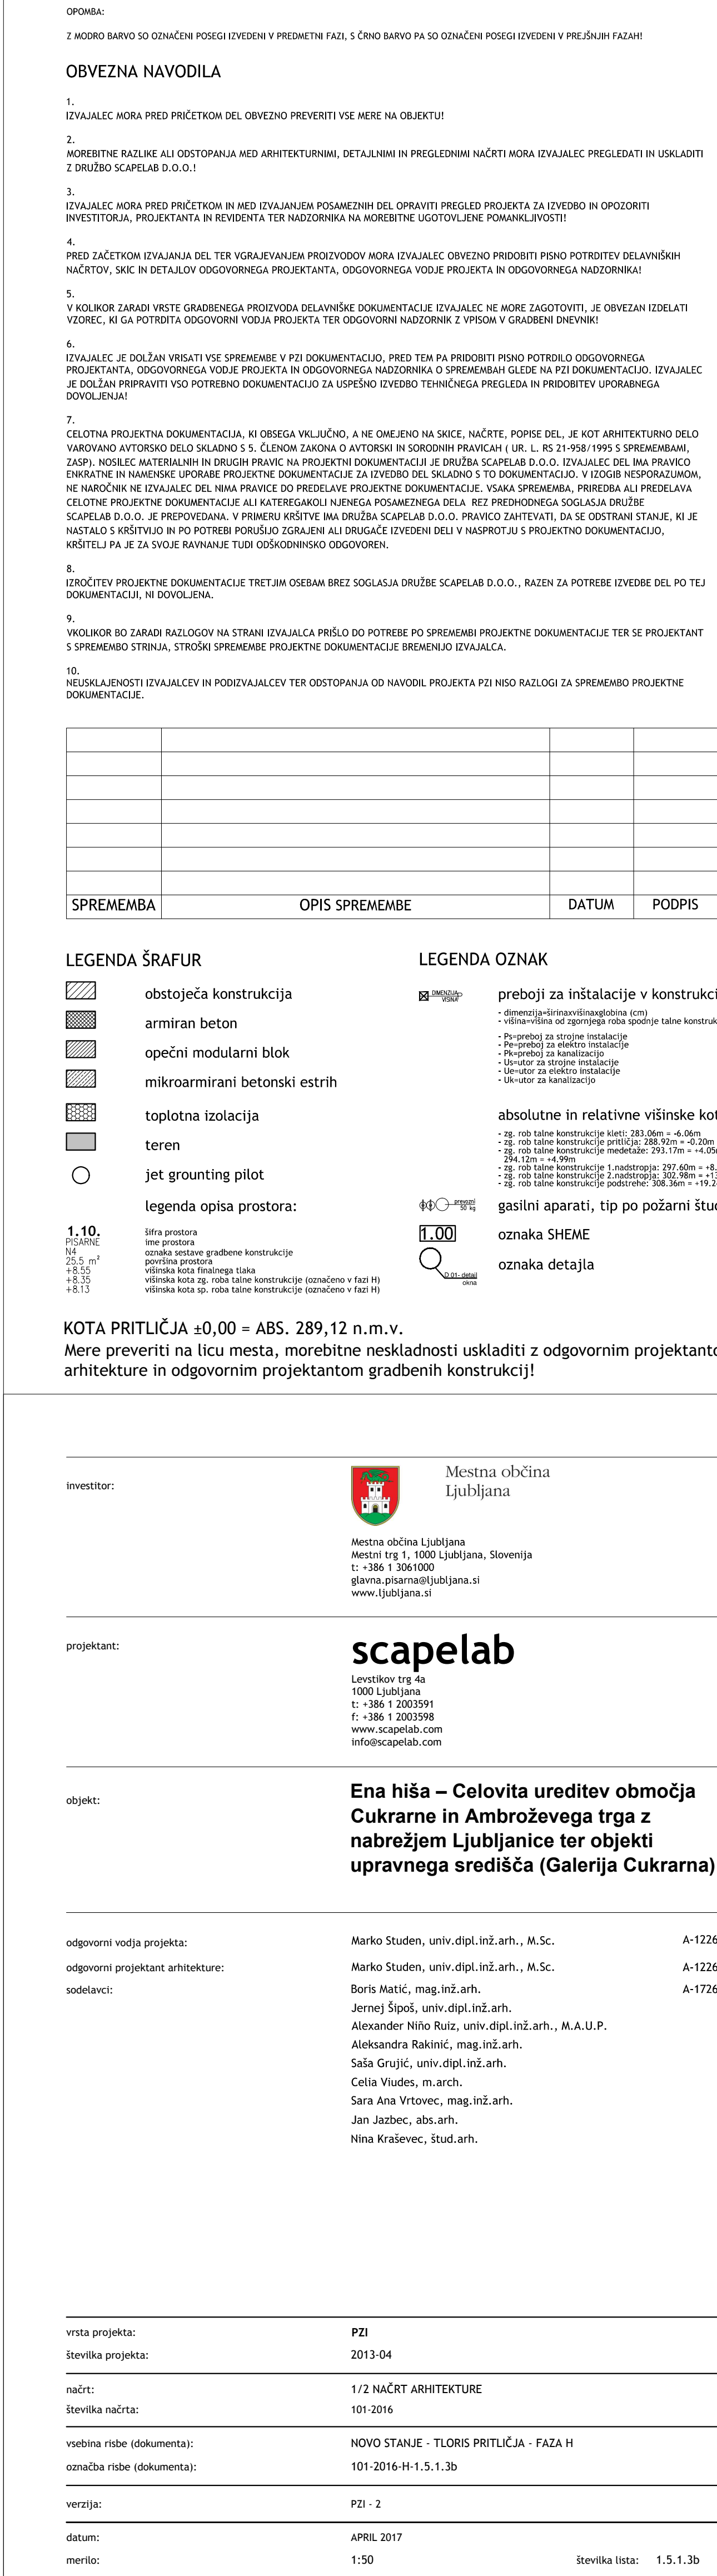 OPOMBA:
Z MODRO BARVO SO OZNAČENI POSEGI IZVEDENI V PREDMETNI FAZI, S ČRNO BARVO PA SO OZNAČENI POSEGI IZVEDENI V PREJŠNJIH FAZAH!
OBVEZNA NAVODILA
1.
IZVAJALEC MORA PRED PRIČETKOM DEL OBVEZNO PREVERITI VSE MERE NA OBJEKTU!
2.
MOREBITNE RAZLIKE ALI ODSTOPANJA MED ARHITEKTURNIMI, DETAJLNIMI IN PREGLEDNIMI NAČRTI MORA IZVAJALEC PREGLEDATI IN USKLADITI
Z DRUŽBO SCAPELAB D.O.O.!
3.
IZVAJALEC MORA PRED PRIČETKOM IN MED IZVAJANJEM POSAMEZNIH DEL OPRAVITI PREGLED PROJEKTA ZA IZVEDBO IN OPOZORITI
INVESTITORJA, PROJEKTANTA IN REVIDENTA TER NADZORNIKA NA MOREBITNE UGOTOVLJENE POMANKLJIVOSTI!
4.
PRED ZAČETKOM IZVAJANJA DEL TER VGRAJEVANJEM PROIZVODOV MORA IZVAJALEC OBVEZNO PRIDOBITI PISNO POTRDITEV DELAVNIŠKIH
NAČRTOV, SKIC IN DETAJLOV ODGOVORNEGA PROJEKTANTA, ODGOVORNEGA VODJE PROJEKTA IN ODGOVORNEGA NADZORNIKA!
5.
V KOLIKOR ZARADI VRSTE GRADBENEGA PROIZVODA DELAVNIŠKE DOKUMENTACIJE IZVAJALEC NE MORE ZAGOTOVITI, JE OBVEZAN IZDELATI
VZOREC, KI GA POTRDITA ODGOVORNI VODJA PROJEKTA TER ODGOVORNI NADZORNIK Z VPISOM V GRADBENI DNEVNIK!
6.
IZVAJALEC JE DOLŽAN VRISATI VSE SPREMEMBE V PZI DOKUMENTACIJO, PRED TEM PA PRIDOBITI PISNO POTRDILO ODGOVORNEGA
PROJEKTANTA, ODGOVORNEGA VODJE PROJEKTA IN ODGOVORNEGA NADZORNIKA O SPREMEMBAH GLEDE NA PZI DOKUMENTACIJO. IZVAJALEC
JE DOLŽAN PRIPRAVITI VSO POTREBNO DOKUMENTACIJO ZA USPEŠNO IZVEDBO TEHNIČNEGA PREGLEDA IN PRIDOBITEV UPORABNEGA
DOVOLJENJA!
7.
CELOTNA PROJEKTNA DOKUMENTACIJA, KI OBSEGA VKLJUČNO, A NE OMEJENO NA SKICE, NAČRTE, POPISE DEL, JE KOT ARHITEKTURNO DELO
VAROVANO AVTORSKO DELO SKLADNO S 5. ČLENOM ZAKONA O AVTORSKI IN SORODNIH PRAVICAH ( UR. L. RS 21-958/1995 S SPREMEMBAMI,
ZASP). NOSILEC MATERIALNIH IN DRUGIH PRAVIC NA PROJEKTNI DOKUMENTACIJI JE DRUŽBA SCAPELAB D.O.O. IZVAJALEC DEL IMA PRAVICO
ENKRATNE IN NAMENSKE UPORABE PROJEKTNE DOKUMENTACIJE ZA IZVEDBO DEL SKLADNO S TO DOKUMENTACIJO. V IZOGIB NESPORAZUMOM,
NE NAROČNIK NE IZVAJALEC DEL NIMA PRAVICE DO PREDELAVE PROJEKTNE DOKUMENTACIJE. VSAKA SPREMEMBA, PRIREDBA ALI PREDELAVA
CELOTNE PROJEKTNE DOKUMENTACIJE ALI KATEREGAKOLI NJENEGA POSAMEZNEGA DELA  REZ PREDHODNEGA SOGLASJA DRUŽBE
SCAPELAB D.O.O. JE PREPOVEDANA. V PRIMERU KRŠITVE IMA DRUŽBA SCAPELAB D.O.O. PRAVICO ZAHTEVATI, DA SE ODSTRANI STANJE, KI JE
NASTALO S KRŠITVIJO IN PO POTREBI PORUŠIJO ZGRAJENI ALI DRUGAČE IZVEDENI DELI V NASPROTJU S PROJEKTNO DOKUMENTACIJO,
KRŠITELJ PA JE ZA SVOJE RAVNANJE TUDI ODŠKODNINSKO ODGOVOREN.
8.
IZROČITEV PROJEKTNE DOKUMENTACIJE TRETJIM OSEBAM BREZ SOGLASJA DRUŽBE SCAPELAB D.O.O., RAZEN ZA POTREBE IZVEDBE DEL PO TEJ
DOKUMENTACIJI, NI DOVOLJENA.
9.
VKOLIKOR BO ZARADI RAZLOGOV NA STRANI IZVAJALCA PRIŠLO DO POTREBE PO SPREMEMBI PROJEKTNE DOKUMENTACIJE TER SE PROJEKTANT
S SPREMEMBO STRINJA, STROŠKI SPREMEMBE PROJEKTNE DOKUMENTACIJE BREMENIJO IZVAJALCA.
10.
NEUSKLAJENOSTI IZVAJALCEV IN PODIZVAJALCEV TER ODSTOPANJA OD NAVODIL PROJEKTA PZI NISO RAZLOGI ZA SPREMEMBO PROJEKTNE
DOKUMENTACIJE.
SPREMEMBA OPIS SPREMEMBE DATUM PODPIS
LEGENDA ŠRAFUR
obstoječa konstrukcija
armiran beton
opečni modularni blok
mikroarmirani betonski estrih
toplotna izolacija
teren
jet grounting pilot
legenda opisa prostora:
1.10. šifra prostora
PISARNE ime prostora
N4 oznaka sestave gradbene konstrukcije
25.5 m² površina prostora
+8.55 višinska kota finalnega tlaka
+8.35 višinska kota zg. roba talne konstrukcije (označeno v fazi H)
+8.13 višinska kota sp. roba talne konstrukcije (označeno v fazi H)
LEGENDA OZNAK
DIMENZIJA
VIŠINA
preboji za inštalacije v konstrukci
- dimenzija=širinaxvišinaxglobina (cm)
- višina=višina od zgornjega roba spodnje talne konstruk
- Ps=preboj za strojne instalacije
- Pe=preboj za elektro instalacije
- Pk=preboj za kanalizacijo
- Us=utor za strojne instalacije
- Ue=utor za elektro instalacije
- Uk=utor za kanalizacijo
absolutne in relativne višinske kot
- zg. rob talne konstrukcije kleti: 283.06m = -6.06m
- zg. rob talne konstrukcije pritličja: 288.92m = -0.20m
- zg. rob talne konstrukcije medetaže: 293.17m = +4.05m
294.12m = +4.99m
- zg. rob talne konstrukcije 1.nadstropja: 297.60m = +8.
- zg. rob talne konstrukcije 2.nadstropja: 302.98m = +13
- zg. rob talne konstrukcije podstrehe: 308.36m = +19.2
prevozni
50 kg
gasilni aparati, tip po požarni štud
1.00 oznaka SHEME
oznaka detajla
D 01- detail
okna
KOTA PRITLIČJA ±0,00 = ABS. 289,12 n.m.v.
Mere preveriti na licu mesta, morebitne neskladnosti uskladiti z odgovornim projektanto
arhitekture in odgovornim projektantom gradbenih konstrukcij!
investitor:
Mestna občina
Ljubljana
Mestna občina Ljubljana
Mestni trg 1, 1000 Ljubljana, Slovenija
t: +386 1 3061000
glavna.pisarna@ljubljana.si
www.ljubljana.si
projektant:
scapelab
Levstikov trg 4a
1000 Ljubljana
t: +386 1 2003591
f: +386 1 2003598
www.scapelab.com
info@scapelab.com
objekt:
Ena hiša – Celovita ureditev območja
Cukrarne in Ambroževega trga z
nabrežjem Ljubljanice ter objekti
upravnega središča (Galerija Cukrarna)
odgovorni vodja projekta: Marko Studen, univ.dipl.inž.arh., M.Sc. A-1226
odgovorni projektant arhitekture: Marko Studen, univ.dipl.inž.arh., M.Sc. A-1226
sodelavci: Boris Matić, mag.inž.arh. A-1726
Jernej Šipoš, univ.dipl.inž.arh.
Alexander Niño Ruiz, univ.dipl.inž.arh., M.A.U.P.
Aleksandra Rakinić, mag.inž.arh.
Saša Grujić, univ.dipl.inž.arh.
Celia Viudes, m.arch.
Sara Ana Vrtovec, mag.inž.arh.
Jan Jazbec, abs.arh.
Nina Kraševec, štud.arh.
vrsta projekta: PZI
številka projekta: 2013-04
načrt: 1/2 NAČRT ARHITEKTURE
številka načrta: 101-2016
vsebina risbe (dokumenta): NOVO STANJE - TLORIS PRITLIČJA - FAZA H
označba risbe (dokumenta): 101-2016-H-1.5.1.3b
verzija: PZI - 2
datum: APRIL 2017
merilo: 1:50 številka lista: 1.5.1.3b